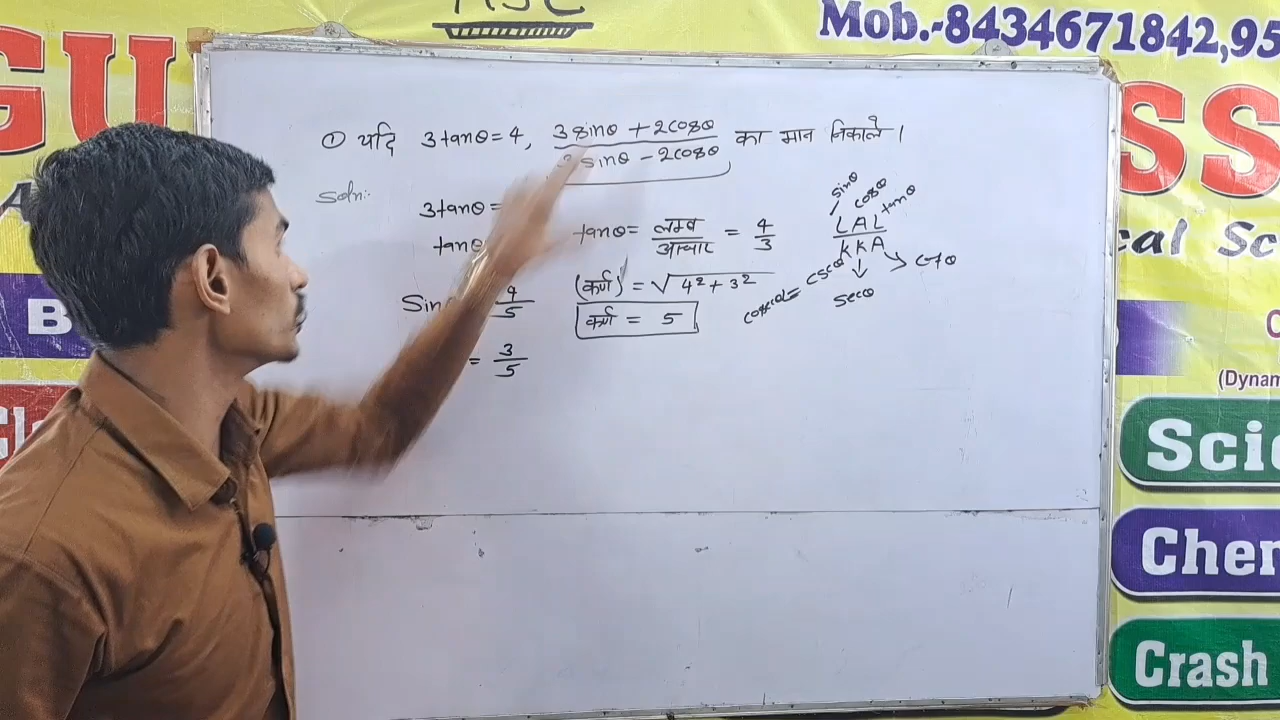 Mob.-8434671842,95
① यदि 3tanθ=4, 3sinθ+2cosθ / 3sinθ-2cosθ का मान निकाले।
Soln:-
3tanθ=
tanθ
tanθ= लम्ब / आधार = 4/3
sinθ
cosθ
tanθ
LAL
KKA
cosecθ=
secθ
cotθ
(कर्ण) = √4²+3²
कर्ण = 5
Sin 4/5
= 3/5
GU
SS
cal Sc
B
(Dynam
Scie
Chem
Crash